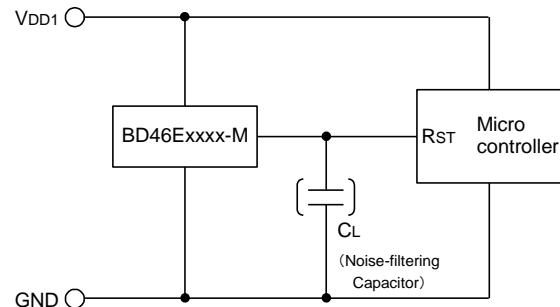 VDD1
BD46Exxxx-M
RST
Micro
controller
CL
（Noise-filtering
Capacitor）
GND